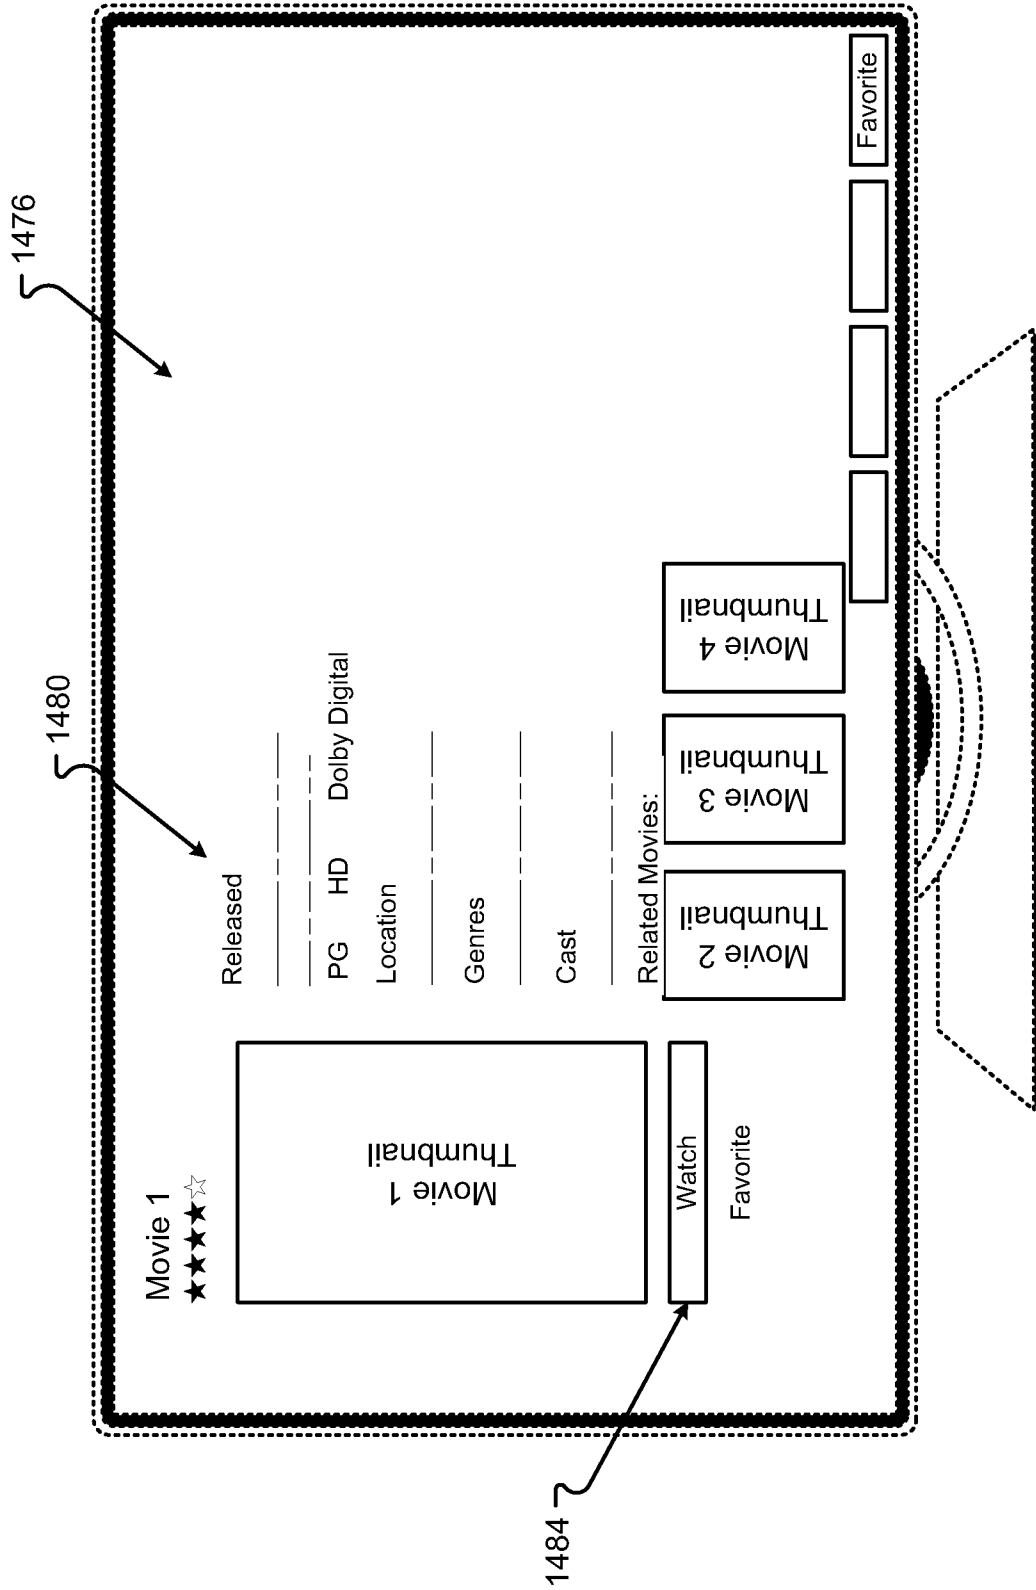 1476
1480
Movie 1
★★★★☆
Released
PG HD Dolby Digital
Location
Genres
Cast
Related Movies:
Movie 1
Thumbnail
Movie 2
Thumbnail
Movie 3
Thumbnail
Movie 4
Thumbnail
Watch
Favorite
Favorite
1484